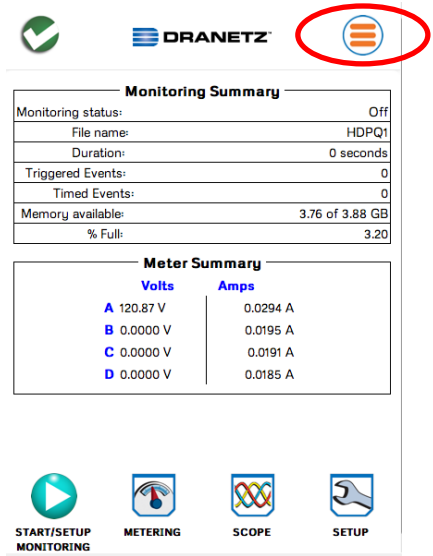 DRANETZ
Monitoring Summary
Monitoring status: Off
File name: HDPQ1
Duration: 0 seconds
Triggered Events: 0
Timed Events: 0
Memory available: 3.76 of 3.88 GB
% Full: 3.20
Meter Summary
Volts Amps
A 120.87 V 0.0294 A
B 0.0000 V 0.0195 A
C 0.0000 V 0.0191 A
D 0.0000 V 0.0185 A
START/SETUP METERING SCOPE SETUP
MONITORING